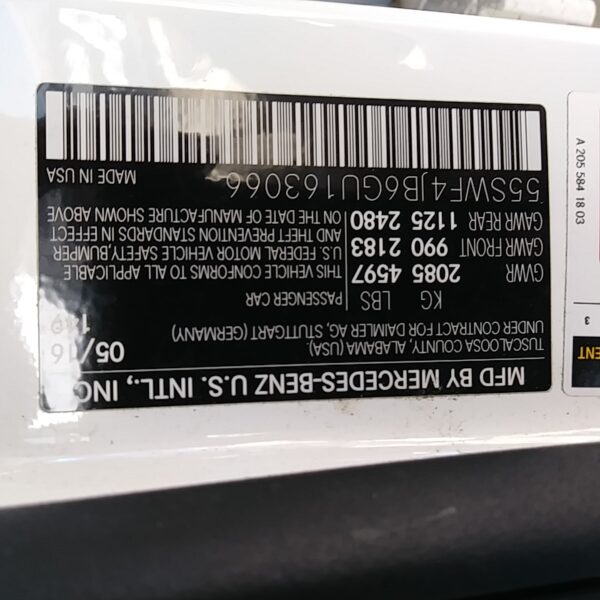 MFD BY MERCEDES-BENZ U.S. INTL., INC
TUSCALOOSA COUNTY, ALABAMA (USA).
UNDER CONTRACT FOR DAIMLER AG, STUTTGART (GERMANY)
05/16
PASSENGER CAR
KG LBS
GWR 2085 4597
GAWR FRONT 990 2183
GAWR REAR 1125 2480
THIS VEHICLE CONFORMS TO ALL APPLICABLE
U.S. FEDERAL MOTOR VEHICLE SAFETY,BUMPER
AND THEFT PREVENTION STANDARDS IN EFFECT
ON THE DATE OF MANUFACTURE SHOWN ABOVE
55SWF4JB6GU163066
MADE IN USA
A 205 584 18 03
3
ENT